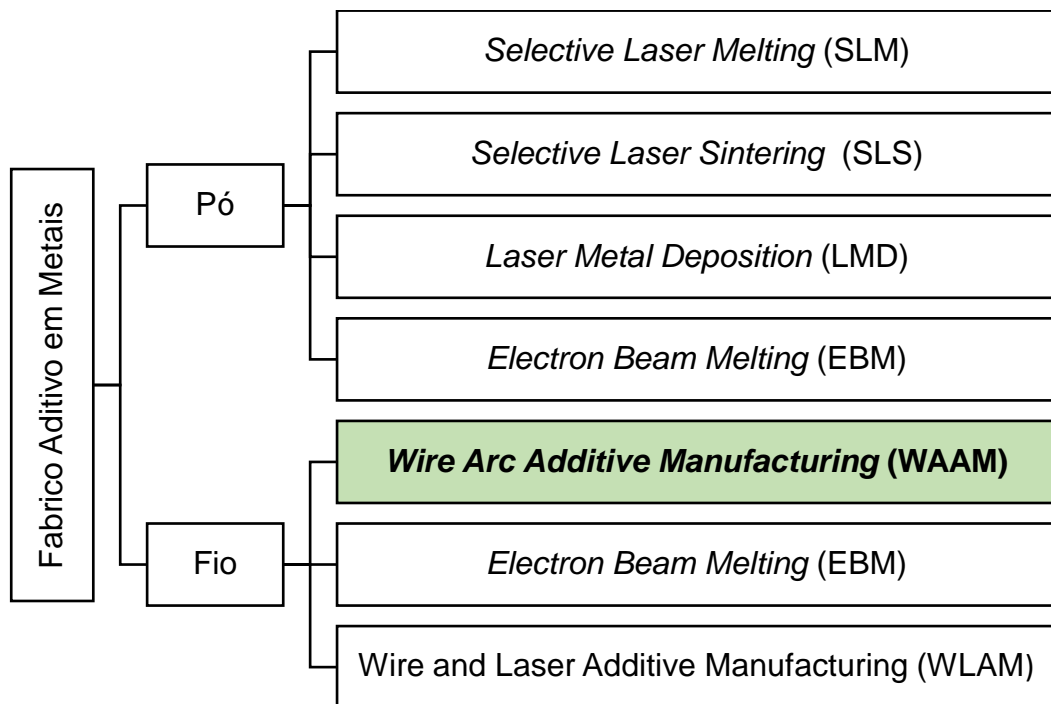 Fabrico Aditivo em Metais
Pó
Selective Laser Melting (SLM)
Selective Laser Sintering (SLS)
Laser Metal Deposition (LMD)
Electron Beam Melting (EBM)
Fio
Wire Arc Additive Manufacturing (WAAM)
Electron Beam Melting (EBM)
Wire and Laser Additive Manufacturing (WLAM)